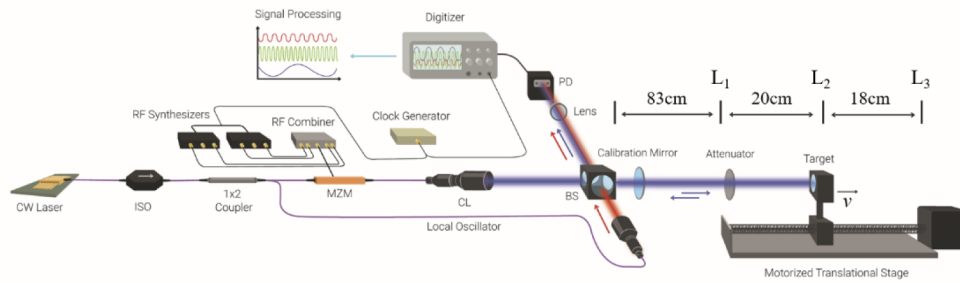 Signal Processing
Digitizer
PD
L₁
L₂
L₃
83cm
20cm
18cm
Lens
RF Synthesizers
RF Combiner
Clock Generator
Calibration Mirror
Attenuator
Target
CW Laser
ISO
1x2
Coupler
MZM
CL
BS
v
Local Oscillator
Motorized Translational Stage